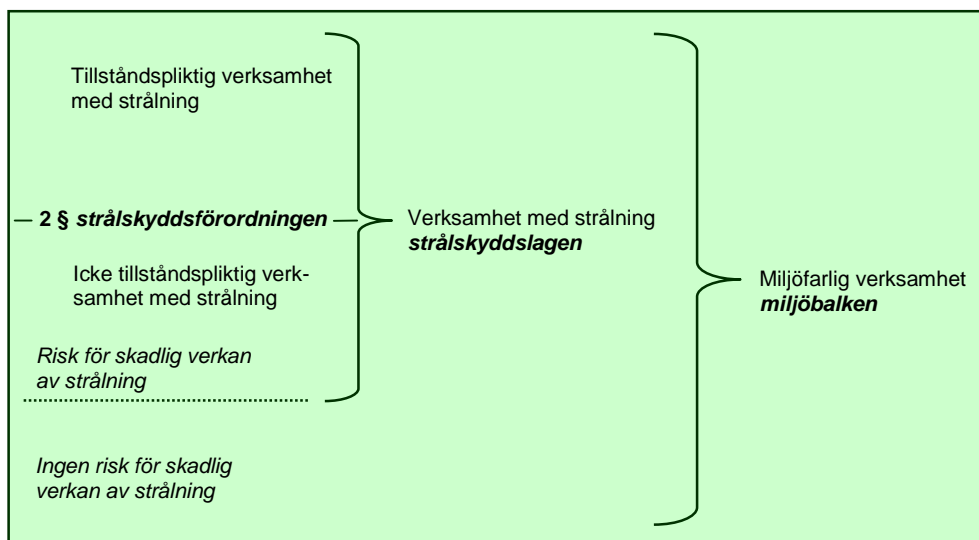 Tillståndspliktig verksamhet
med strålning
2 § strålskyddsförordningen
Icke tillståndspliktig verk-
samhet med strålning
Risk för skadlig verkan
av strålning
Ingen risk för skadlig
verkan av strålning
Verksamhet med strålning
strålskyddslagen
Miljöfarlig verksamhet
miljöbalken